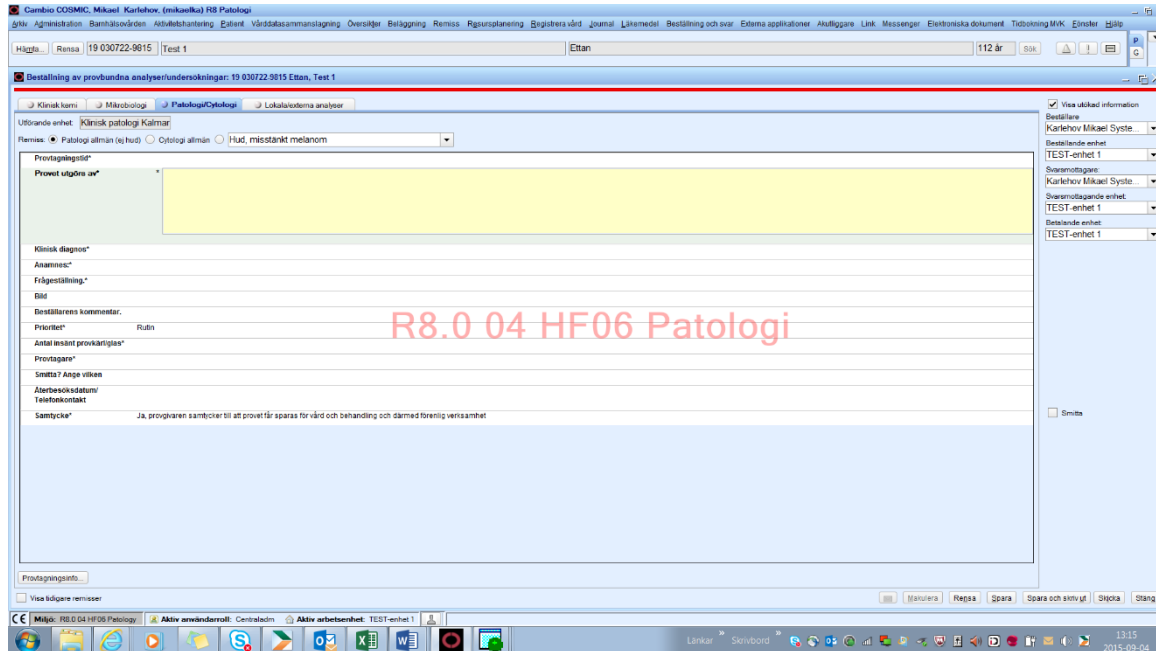 Cambio COSMIC, Mikael Karlehov, (mikaelka) R8 Patologi
Arkiv Administration Barnhälsovården Aktivitetshantering Patient Vårddatasammanslagning Översikter Beläggning Remiss Resursplanering Registrera vård Journal Läkemedel Beställning och svar Externa applikationer Akutliggare Link Messenger Elektroniska dokument Tidbokning MVK Fönster Hjälp
Hämta... Rensa 19 030722-9815 Test 1 Ettan 112 år Sök
P
G
Beställning av provbundna analyser/undersökningar: 19 030722-9815 Ettan, Test 1
Klinisk kemi Mikrobiologi Patologi/Cytologi Lokala/externa analyser
Utförande enhet: Klinisk patologi Kalmar
Remiss: Patologi allmän (ej hud) Cytologi allmän Hud, misstänkt melanom
Provtagningstid*
Provet utgörs av* *
Klinisk diagnos*
Anamnes:*
Frågeställning.*
Bild
Beställarens kommentar.
Prioritet* Rutin
Antal insänt provkärl/glas*
Provtagare*
Smitta? Ange vilken
Återbesöksdatum/
Telefonkontakt
Samtycke* Ja, provgivaren samtycker till att provet får sparas för vård och behandling och därmed förenlig verksamhet
R8.0 04 HF06 Patologi
Visa utökad information
Beställare
Karlehov Mikael Syste...
Beställande enhet
TEST-enhet 1
Svarsmottagare:
Karlehov Mikael Syste...
Svarsmottagande enhet:
TEST-enhet 1
Betalande enhet:
TEST-enhet 1
Smitta
Provtagningsinfo...
Visa tidigare remisser
Makulera Rensa Spara Spara och skriv ut Skicka Stäng
CE Miljö: R8.0 04 HF06 Patology Aktiv användarroll: Centraladm Aktiv arbetsenhet: TEST-enhet 1
Länkar Skrivbord 13:15
2015-09-04